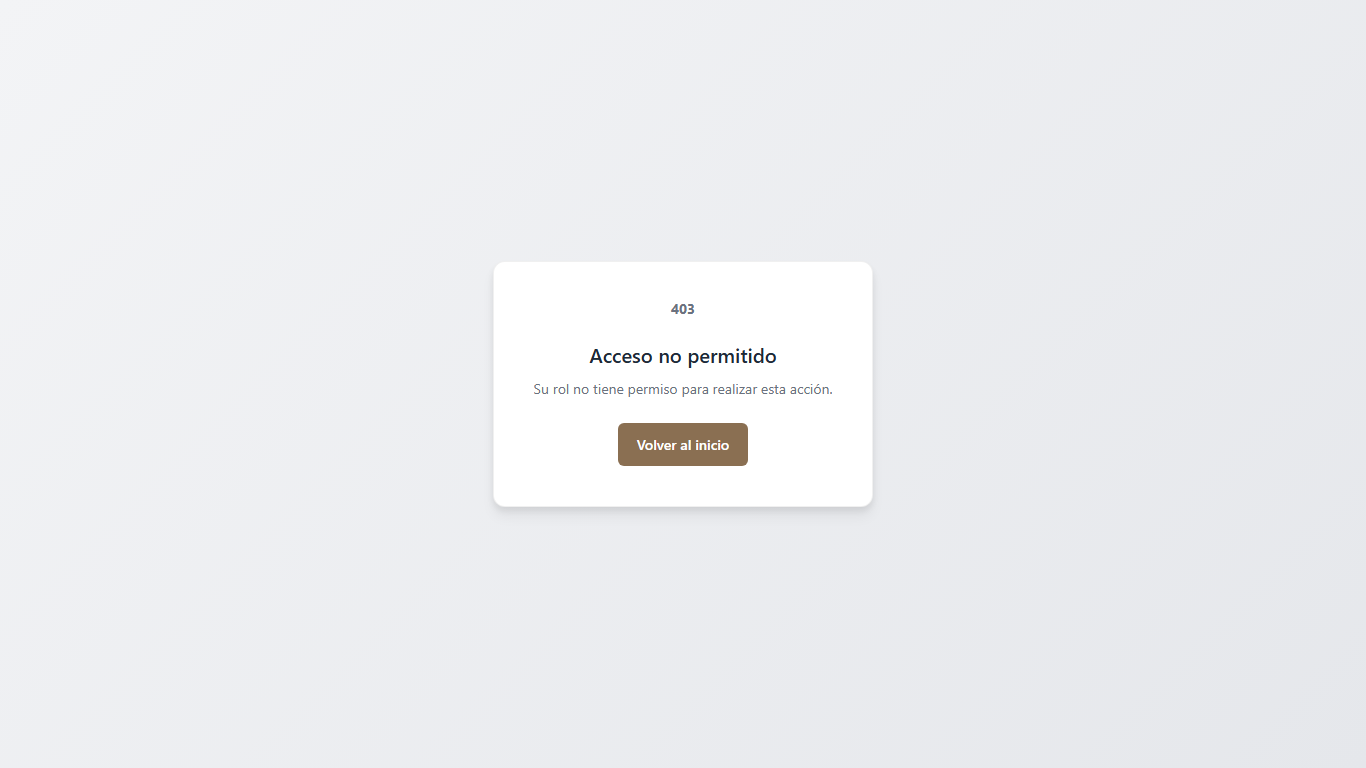 403
Acceso no permitido
Su rol no tiene permiso para realizar esta acción.
Volver al inicio